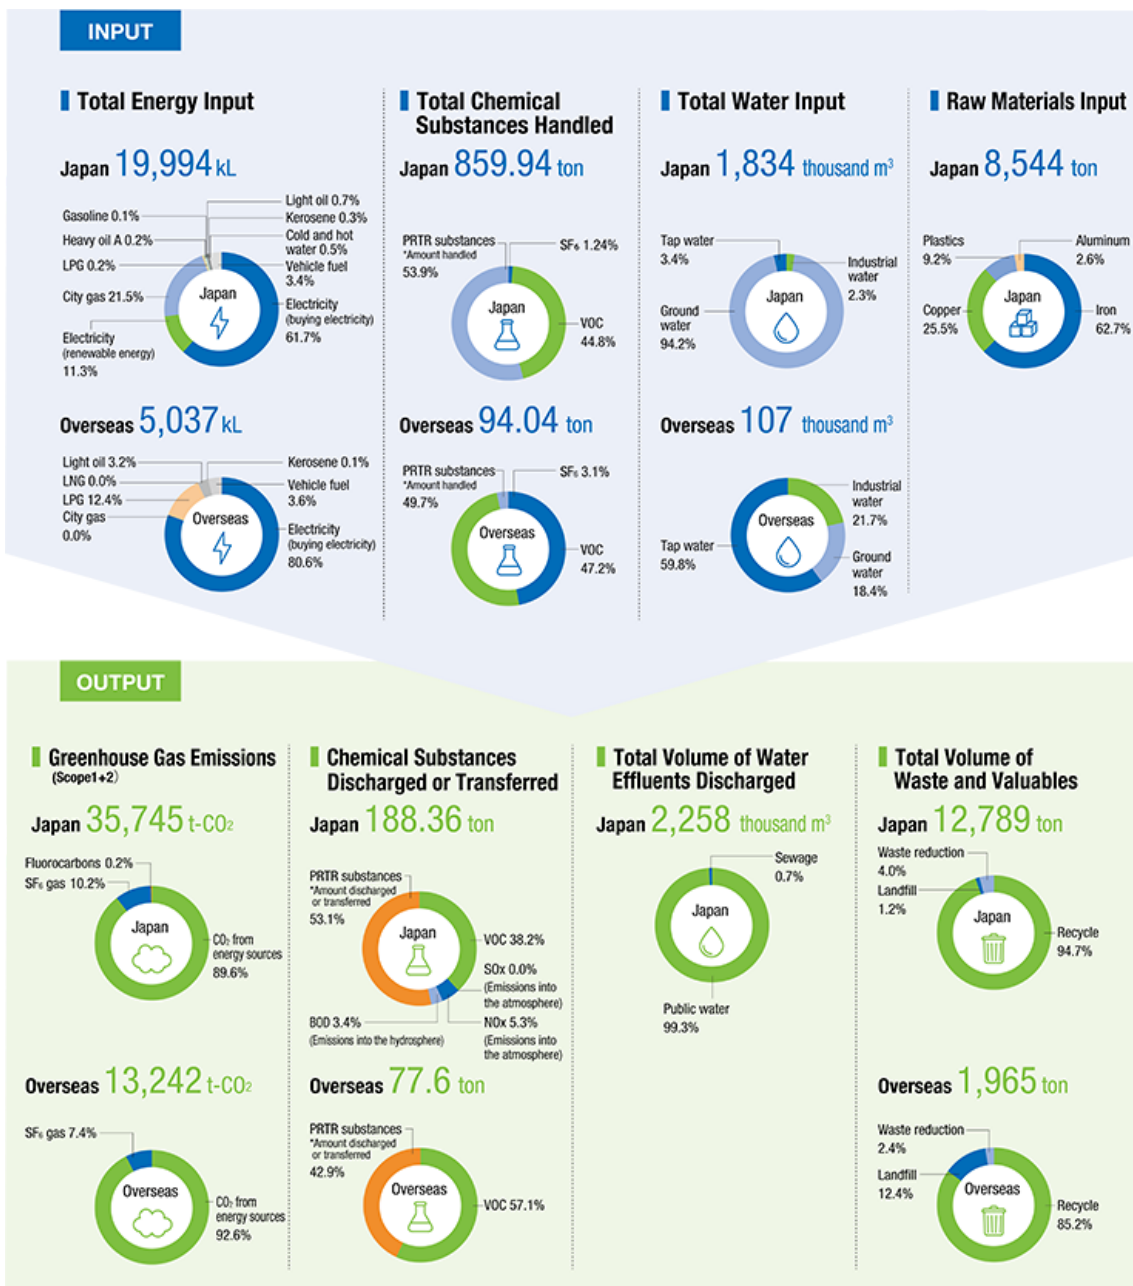 INPUT
Total Energy Input
Japan 19,994 kL
Light oil 0.7%
Gasoline 0.1%
Kerosene 0.3%
Heavy oil A 0.2%
Cold and hot
water 0.5%
LPG 0.2%
Vehicle fuel
3.4%
City gas 21.5%
Japan
Electricity
(buying electricity)
61.7%
Electricity
(renewable energy)
11.3%
Overseas 5,037 kL
Light oil 3.2%
Kerosene 0.1%
LNG 0.0%
Vehicle fuel
3.6%
LPG 12.4%
City gas
0.0%
Overseas
Electricity
(buying electricity)
80.6%
Total Chemical
Substances Handled
Japan 859.94 ton
PRTR substances
*Amount handled
53.9%
SF₆ 1.24%
Japan
VOC
44.8%
Overseas 94.04 ton
PRTR substances
*Amount handled
49.7%
SF₆ 3.1%
Overseas
VOC
47.2%
Total Water Input
Japan 1,834 thousand m³
Tap water
3.4%
Industrial
water
2.3%
Japan
Ground
water
94.2%
Overseas 107 thousand m³
Industrial
water
21.7%
Overseas
Tap water
59.8%
Ground
water
18.4%
Raw Materials Input
Japan 8,544 ton
Plastics
9.2%
Aluminum
2.6%
Japan
Copper
25.5%
Iron
62.7%
OUTPUT
Greenhouse Gas Emissions
(Scope1+2)
Japan 35,745 t-CO₂
Fluorocarbons 0.2%
SF₆ gas 10.2%
Japan
CO₂ from
energy sources
89.6%
Overseas 13,242 t-CO₂
SF₆ gas 7.4%
Overseas
CO₂ from
energy sources
92.6%
Chemical Substances
Discharged or Transferred
Japan 188.36 ton
PRTR substances
*Amount discharged
or transferred
53.1%
Japan
VOC 38.2%
SOx 0.0%
(Emissions into
the atmosphere)
BOD 3.4%
(Emissions into the hydrosphere)
NOx 5.3%
(Emissions into
the atmosphere)
Overseas 77.6 ton
PRTR substances
*Amount discharged
or transferred
42.9%
Overseas
VOC 57.1%
Total Volume of Water
Effluents Discharged
Japan 2,258 thousand m³
Sewage
0.7%
Japan
Public water
99.3%
Total Volume of
Waste and Valuables
Japan 12,789 ton
Waste reduction
4.0%
Landfill
1.2%
Japan
Recycle
94.7%
Overseas 1,965 ton
Waste reduction
2.4%
Landfill
12.4%
Overseas
Recycle
85.2%